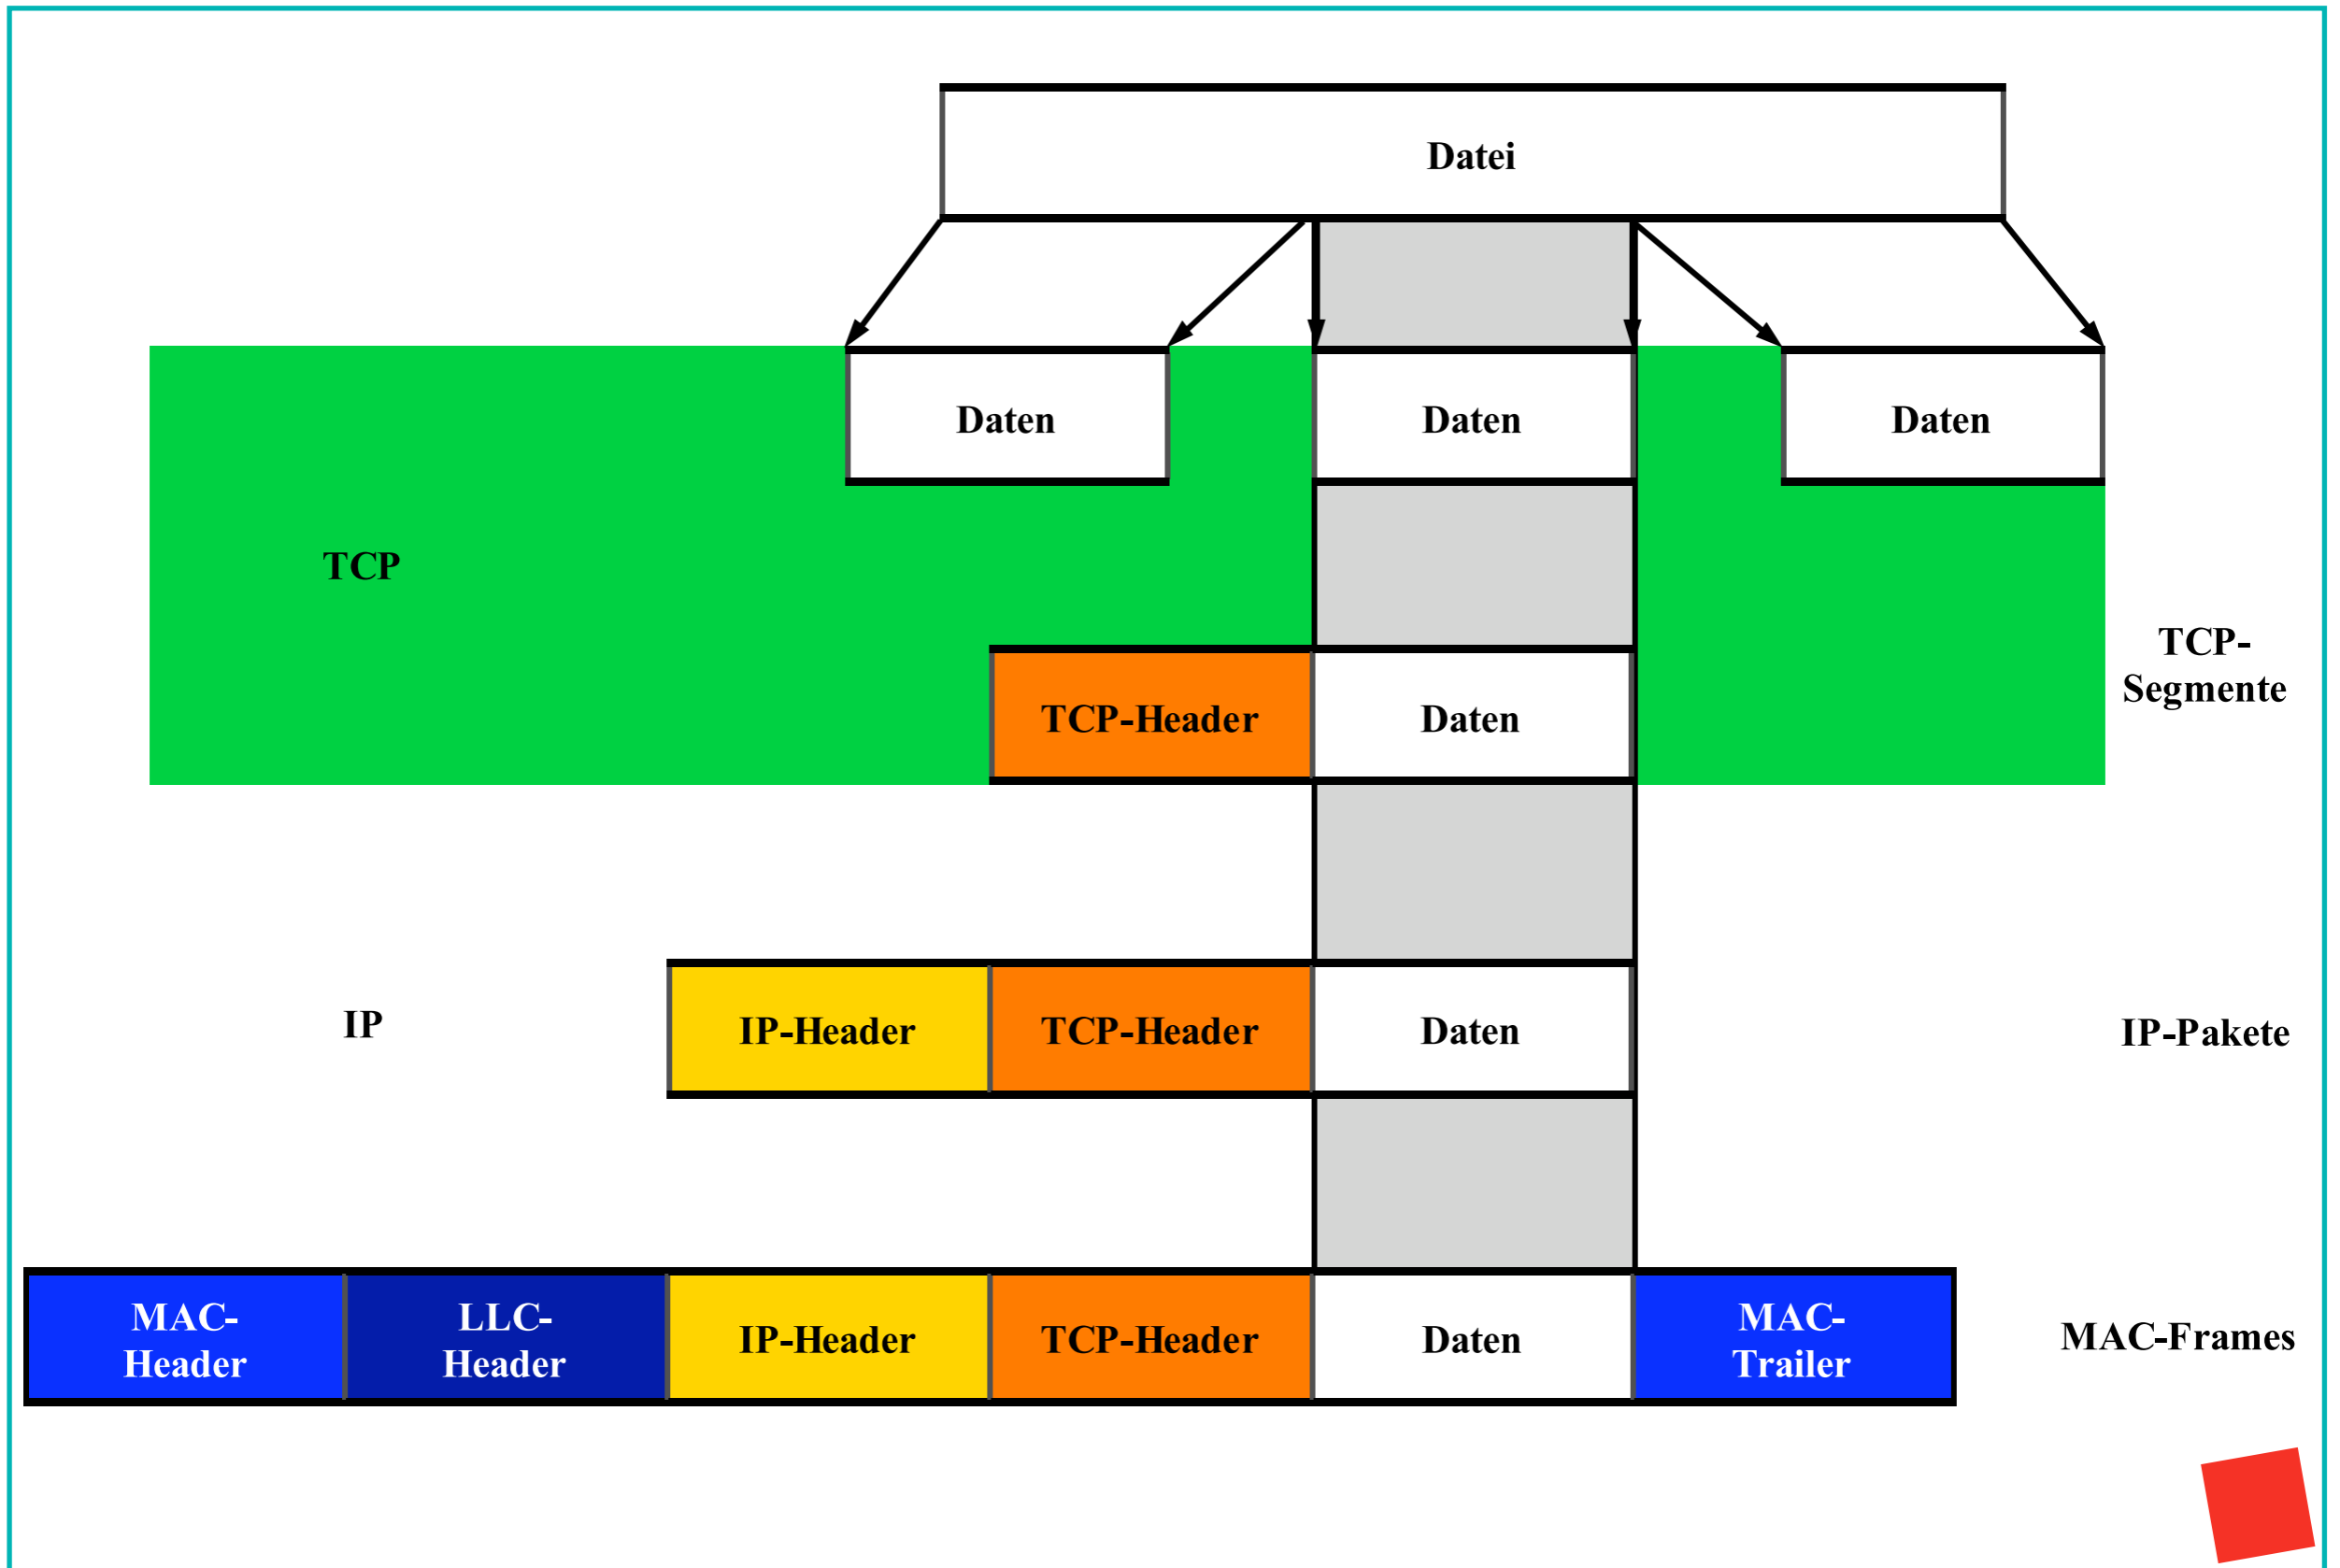 Datei
Daten
Daten
Daten
TCP
TCP-
Segmente
TCP-Header
Daten
IP
IP-Header
TCP-Header
Daten
IP-Pakete
MAC-
Header
LLC-
Header
IP-Header
TCP-Header
Daten
MAC-
Trailer
MAC-Frames